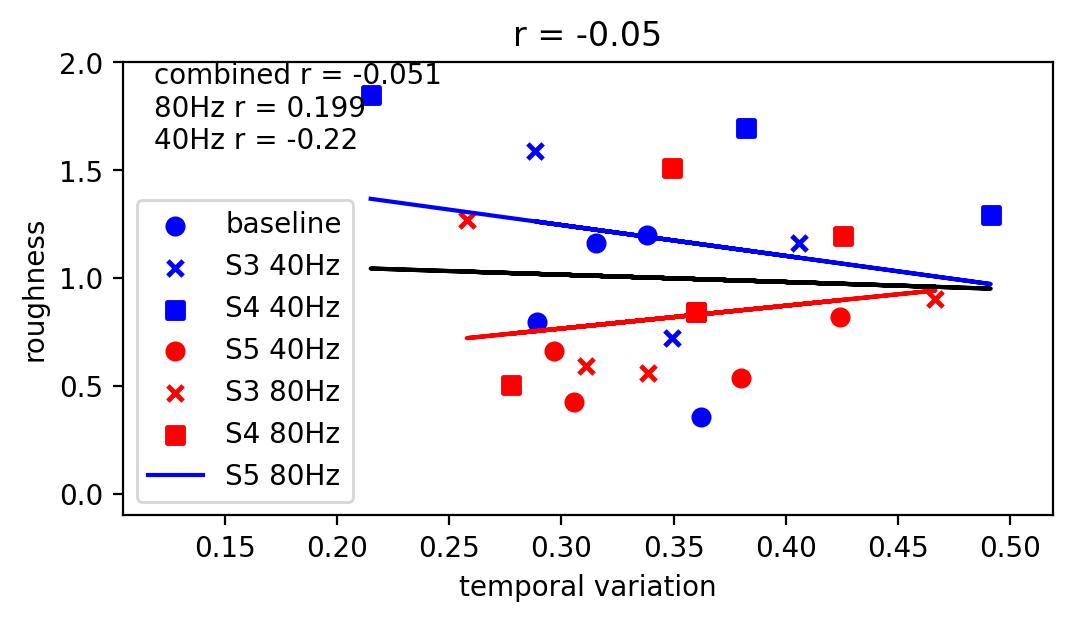 r = -0.05
combined r = -0.051
80Hz r = 0.199
40Hz r = -0.22
baseline
S3 40Hz
S4 40Hz
S5 40Hz
S3 80Hz
S4 80Hz
S5 80Hz
roughness
2.0
1.5
1.0
0.5
0.0
0.15 0.20 0.25 0.30 0.35 0.40 0.45 0.50
temporal variation